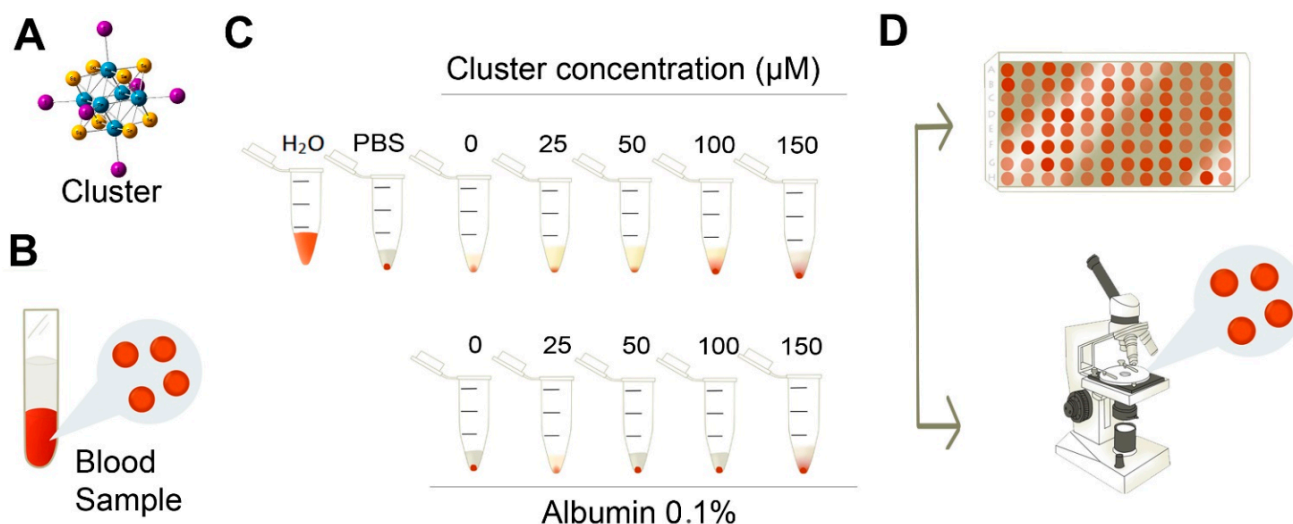 A
Cluster
B
Blood
Sample
C
Cluster concentration (µM)
H₂O PBS 0 25 50 100 150
0 25 50 100 150
Albumin 0.1%
D
A
B
C
D
E
F
G
H